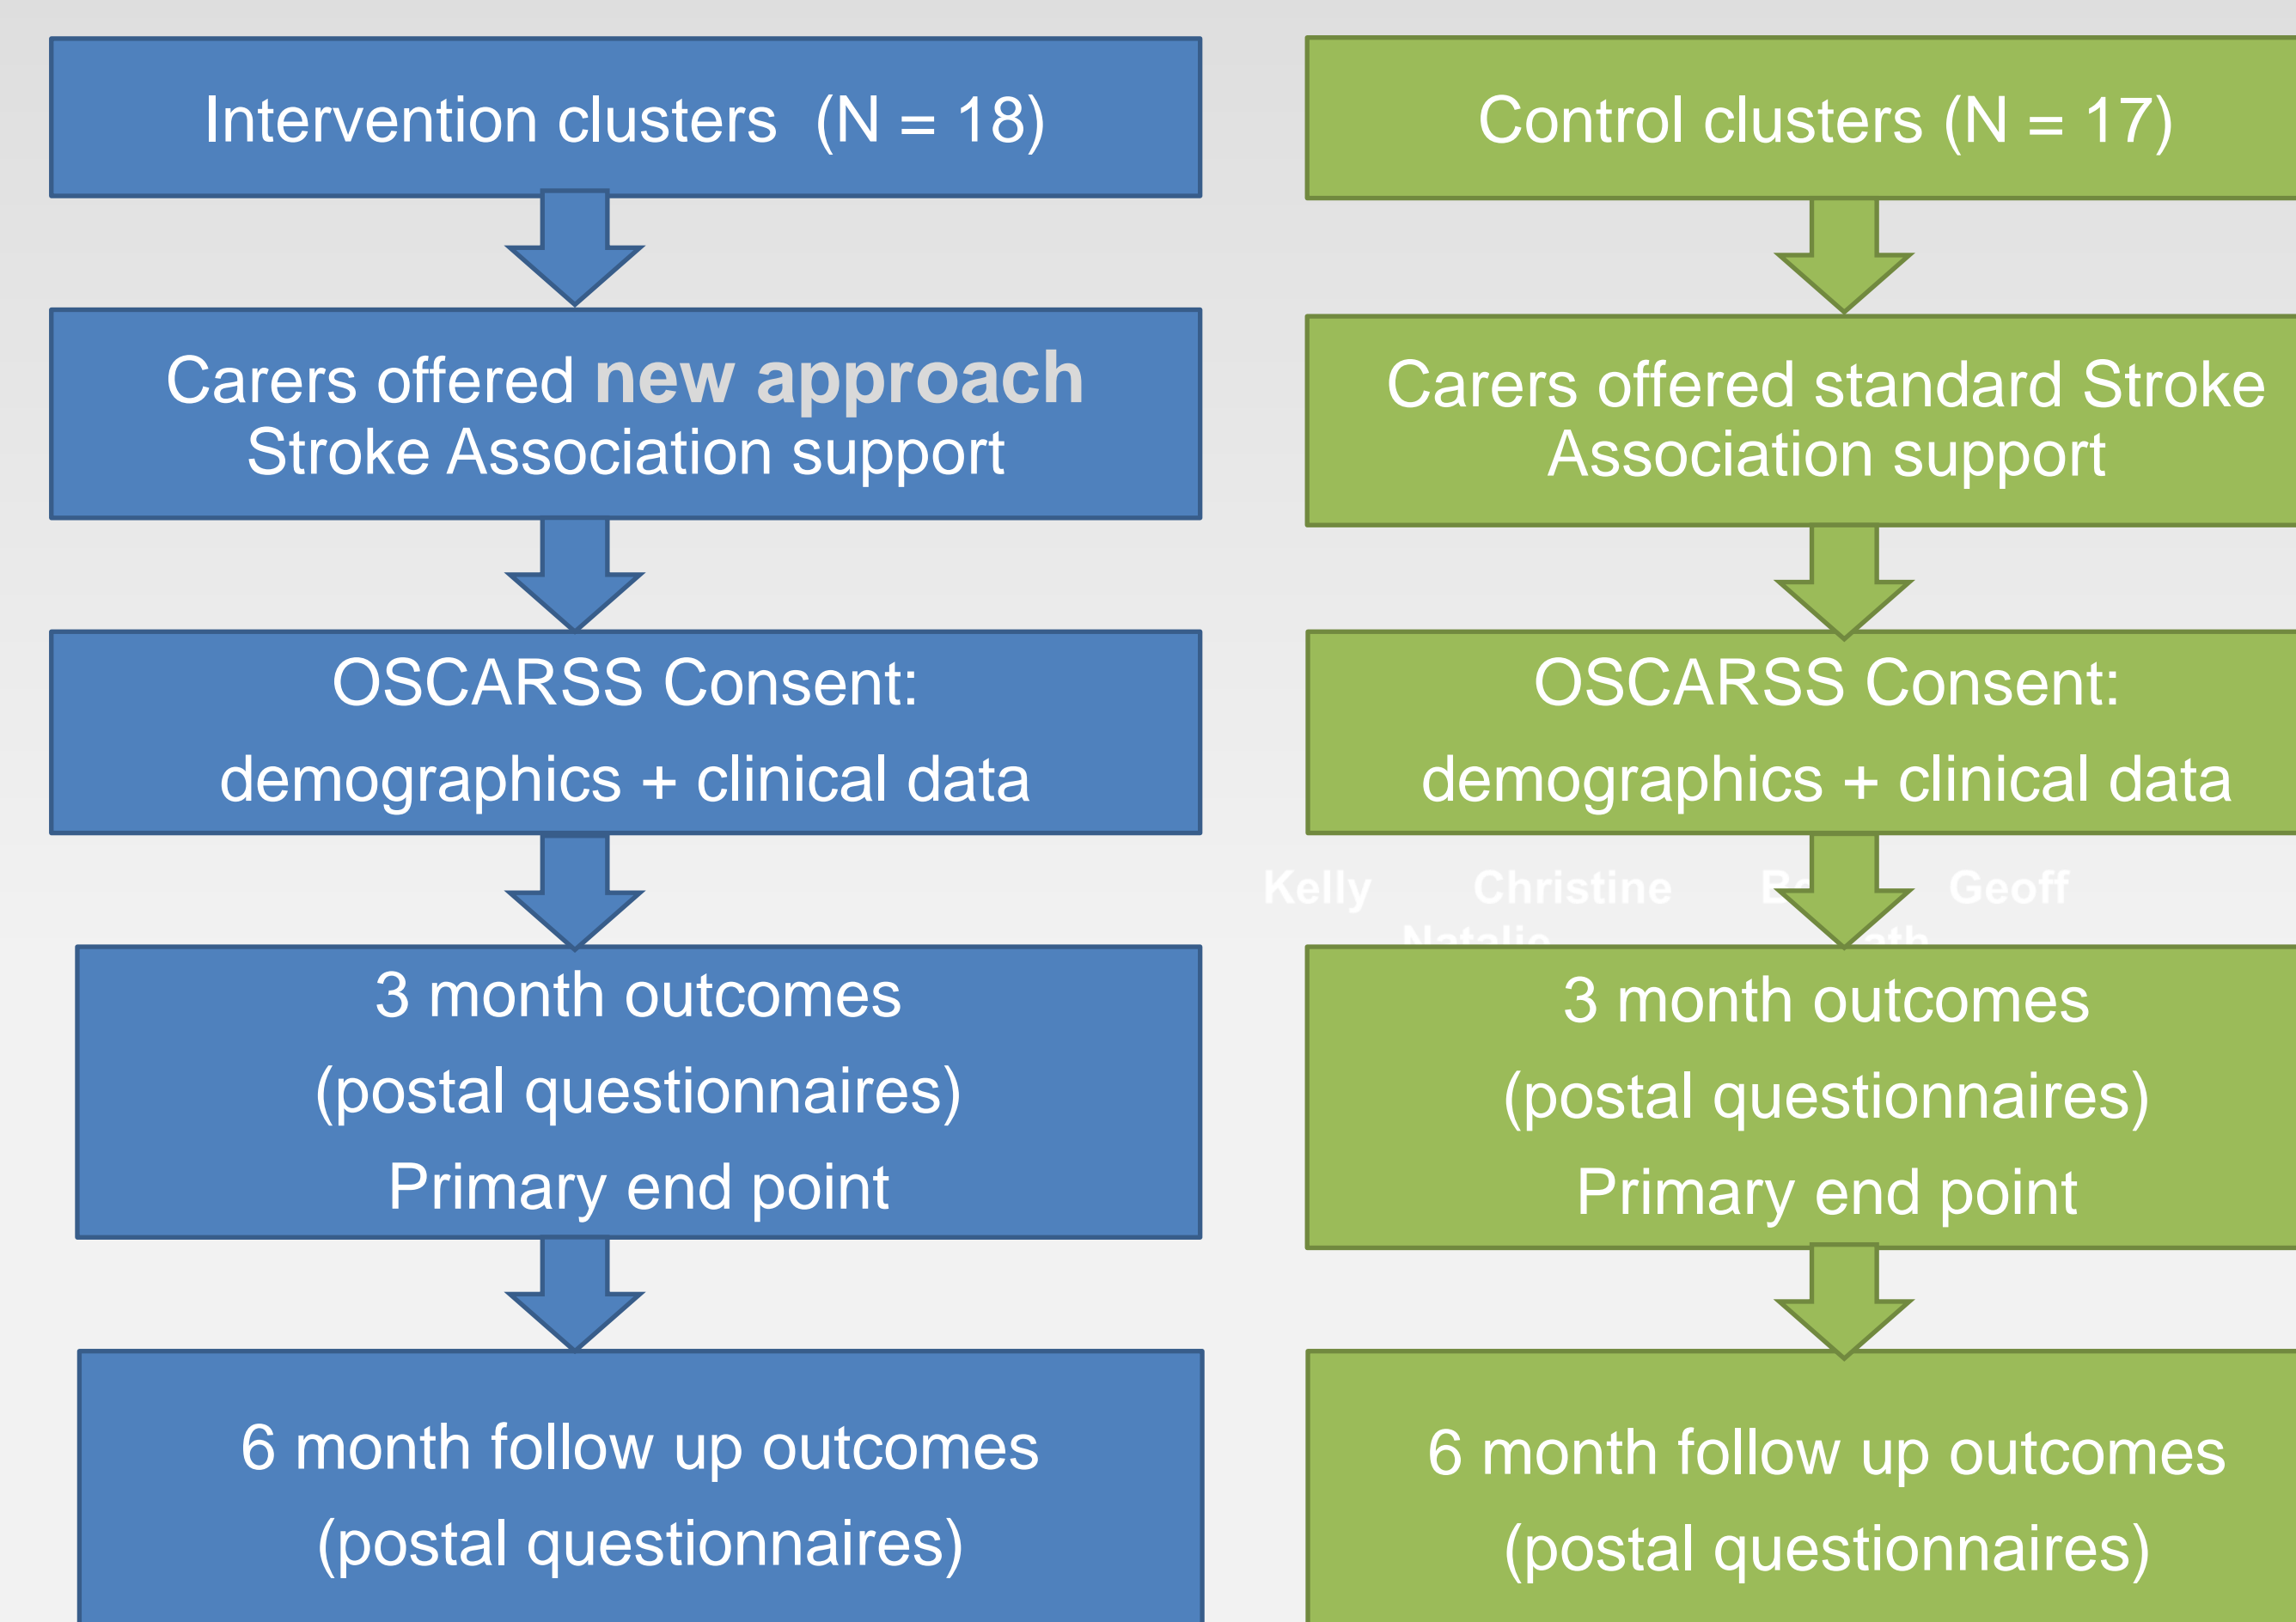 Intervention clusters  (N = 18)
Carers offered new approach
Stroke Association support
OSCARSS Consent:
demographics + clinical data
3 month outcomes
(postal questionnaires)
Primary end point
6 month follow up outcomes
(postal questionnaires)
Control clusters (N = 17)
Carers offered standard Stroke
Association support
OSCARSS Consent:
demographics + clinical data
Kelly Christine Geoff
Natalie
3 month outcomes
(postal questionnaires)
Primary end point
6 month follow up outcomes
(postal questionnaires)